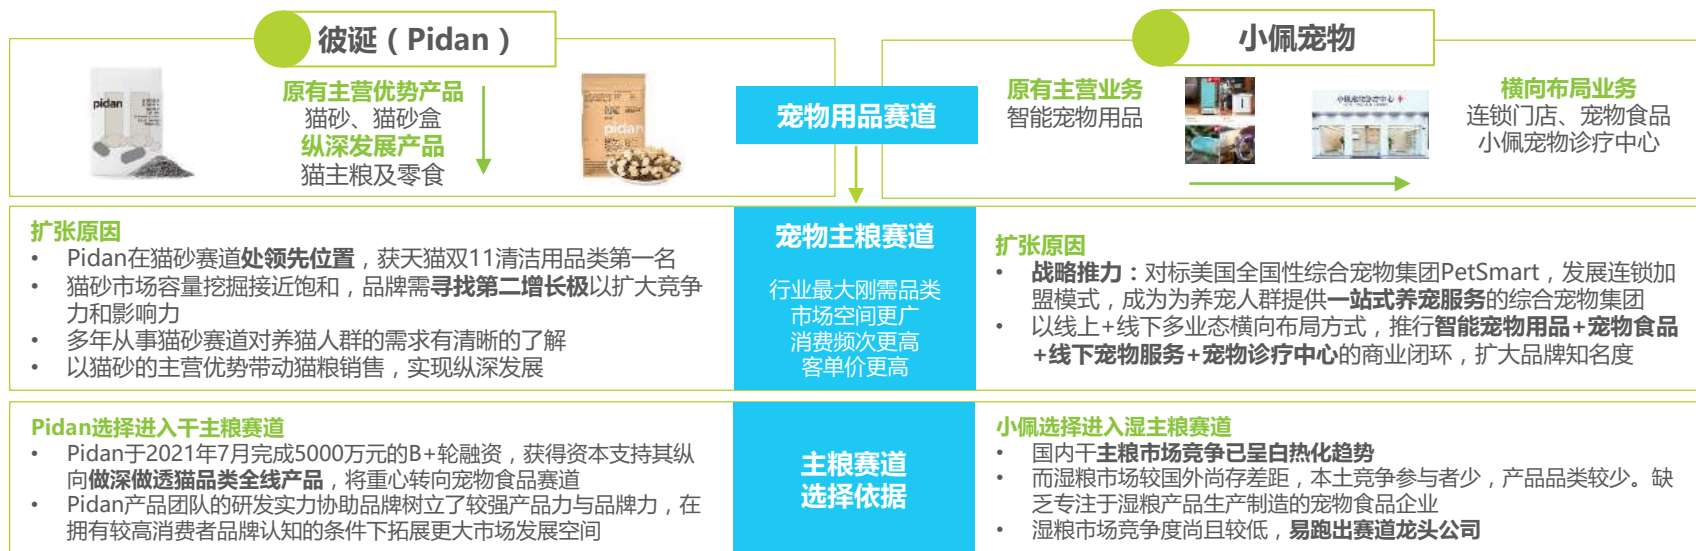 彼诞（Pidan）
原有主营优势产品
猫砂、猫砂盒
纵深发展产品
猫主粮及零食
pidan
pidan
宠物用品赛道
小佩宠物
原有主营业务
智能宠物用品
小佩宠物诊疗中心
横向布局业务
连锁门店、宠物食品
小佩宠物诊疗中心
扩张原因
• Pidan在猫砂赛道处领先位置，获天猫双11清洁用品类第一名
• 猫砂市场容量挖掘接近饱和，品牌需寻找第二增长极以扩大竞争
力和影响力
• 多年从事猫砂赛道对养猫人群的需求有清晰的了解
• 以猫砂的主营优势带动猫粮销售，实现纵深发展
宠物主粮赛道
行业最大刚需品类
市场空间更广
消费频次更高
客单价更高
扩张原因
• 战略推力：对标美国全国性综合宠物集团PetSmart，发展连锁加
盟模式，成为为养宠人群提供一站式养宠服务的综合宠物集团
• 以线上+线下多业态横向布局方式，推行智能宠物用品+宠物食品
+线下宠物服务+宠物诊疗中心的商业闭环，扩大品牌知名度
Pidan选择进入干主粮赛道
• Pidan于2021年7月完成5000万元的B+轮融资，获得资本支持其纵
向做深做透猫品类全线产品，将重心转向宠物食品赛道
• Pidan产品团队的研发实力协助品牌树立了较强产品力与品牌力，在
拥有较高消费者品牌认知的条件下拓展更大市场发展空间
主粮赛道
选择依据
小佩选择进入湿主粮赛道
• 国内干主粮市场竞争已呈白热化趋势
• 而湿粮市场较国外尚存差距，本土竞争参与者少，产品品类较少。缺
乏专注于湿粮产品生产制造的宠物食品企业
• 湿粮市场竞争度尚且较低，易跑出赛道龙头公司